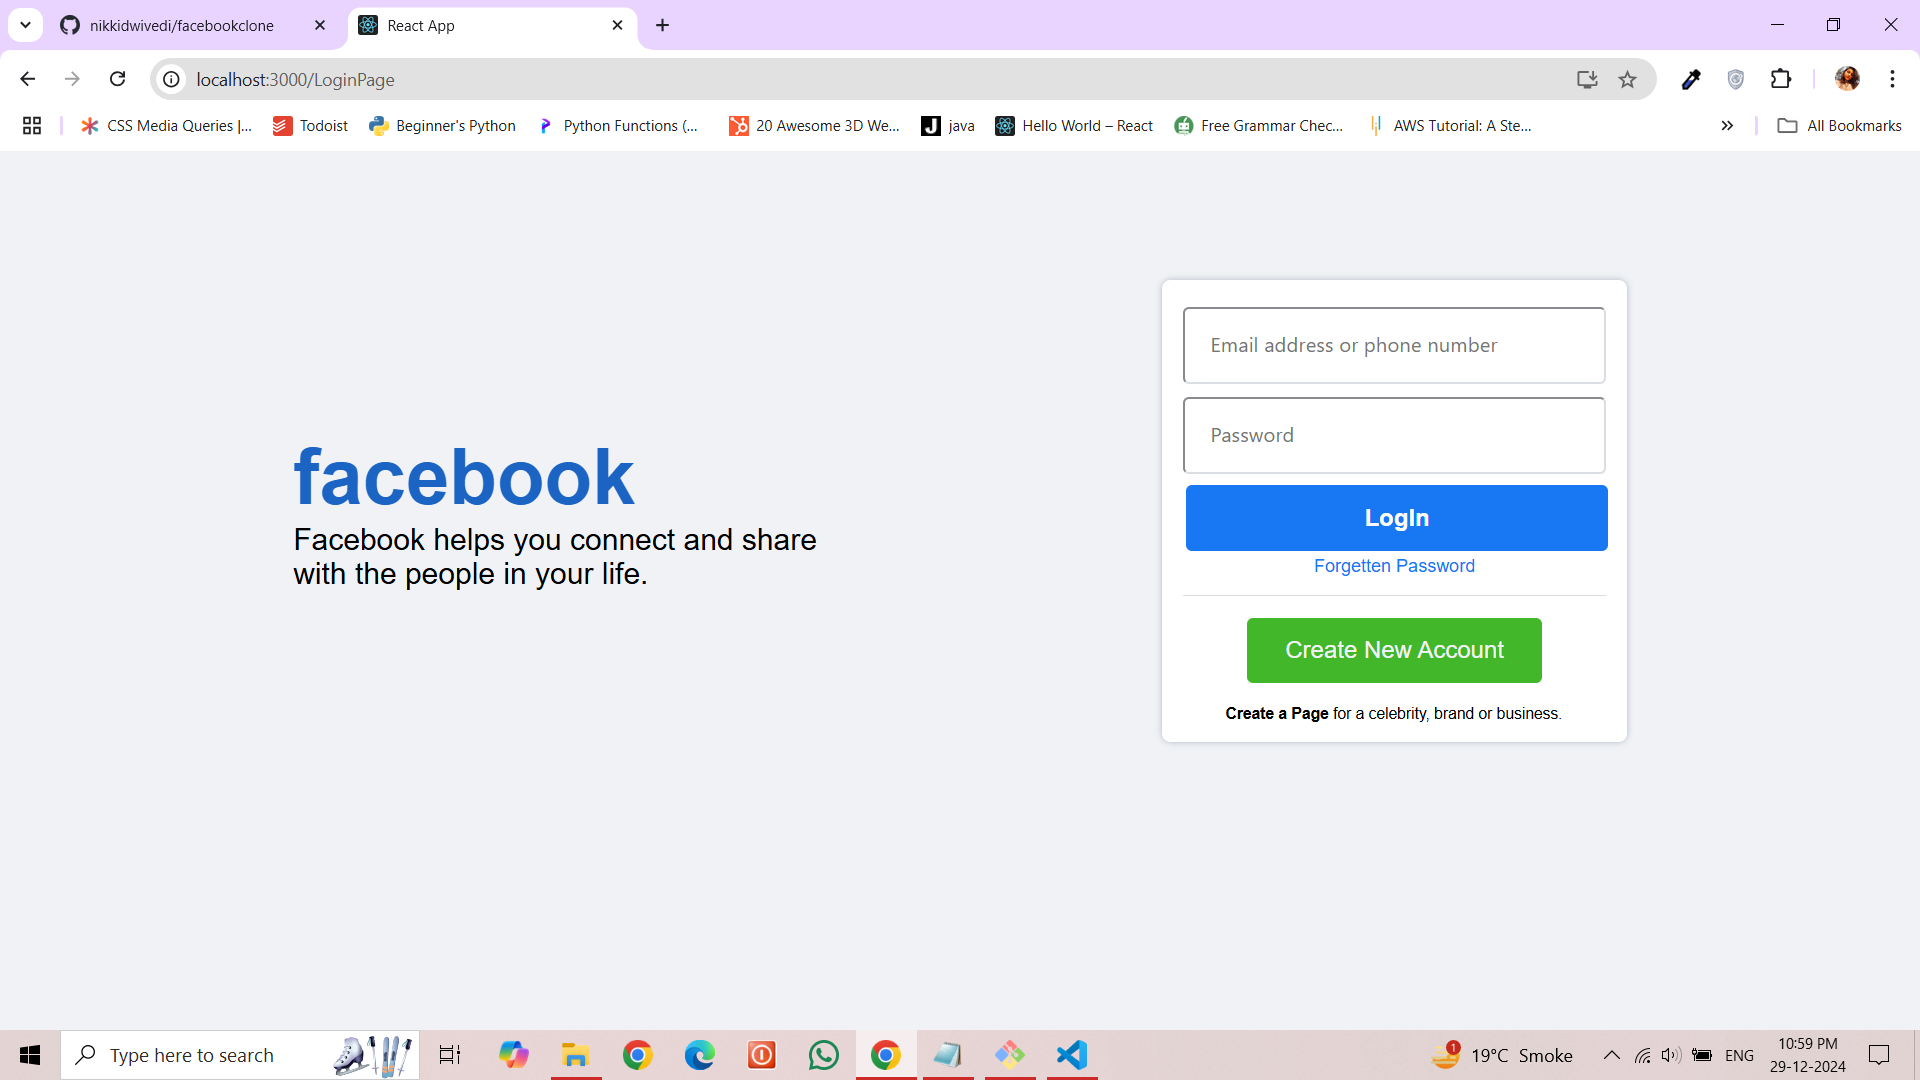 nikkidwivedi/facebookclone
React App
localhost:3000/LoginPage
CSS Media Queries |...
Todoist
Beginner's Python
Python Functions (...
20 Awesome 3D We...
java
Hello World – React
Free Grammar Chec...
AWS Tutorial: A Ste...
All Bookmarks
facebook
Facebook helps you connect and share
with the people in your life.
Email address or phone number
Password
LogIn
Forgetten Password
Create New Account
Create a Page for a celebrity, brand or business.
Type here to search
1
19°C Smoke
ENG
10:59 PM
29-12-2024